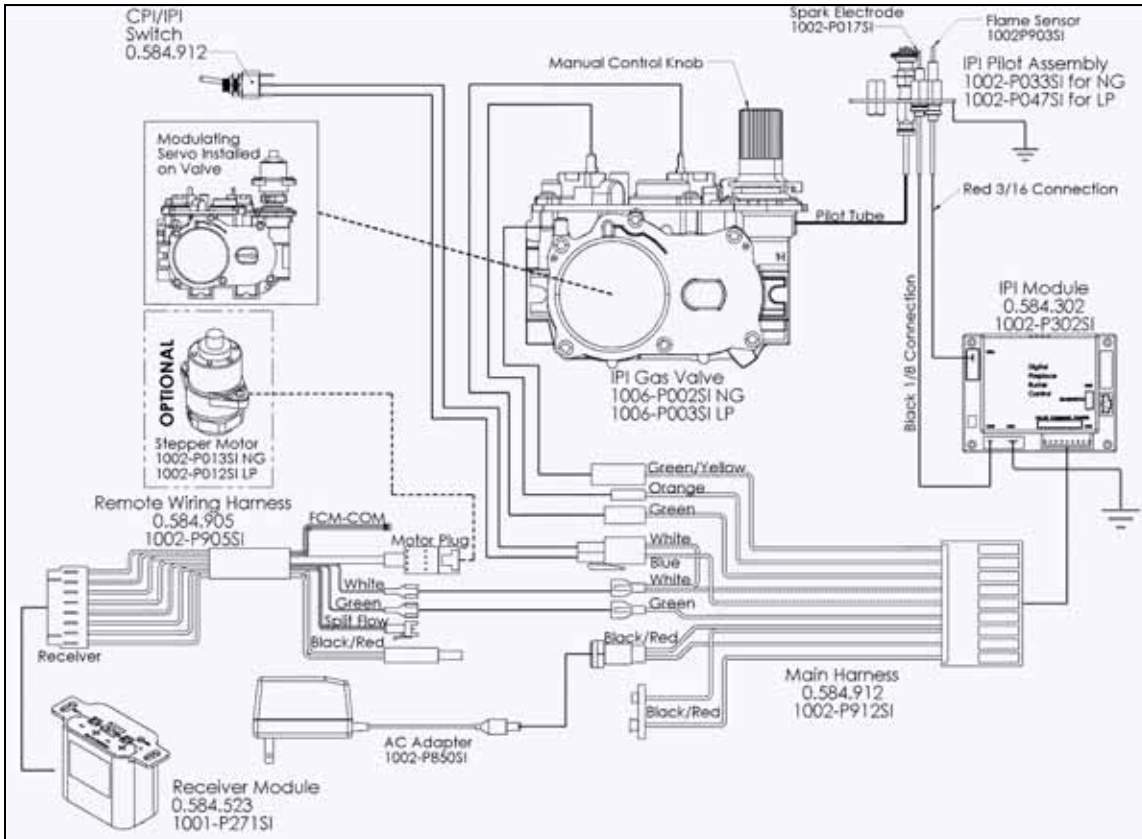 CPI/IPI
Switch
0.584.912
Spark Electrode
1002-P017SI
Flame Sensor
1002P903SI
IPI Pilot Assembly
1002-P033SI for NG
1002-P047SI for LP
Manual Control Knob
Modulating
Servo Installed
on Valve
Red 3/16 Connection
Pilot Tube
IPI Module
0.584.302
1002-P302SI
Digital
Fireplace
Burner
Control
Black 1/8 Connection
OPTIONAL
Stepper Motor
1002-P013SI NG
1002-P012SI LP
IPI Gas Valve
1006-P002SI NG
1006-P003SI LP
Remote Wiring Harness
0.584.905
1002-P905SI
FCM-COM
Motor Plug
White
Green
Split Flow
Black/Red
Receiver
Green/Yellow
Orange
Green
White
Blue
White
Green
Black/Red
Black/Red
Main Harness
0.584.912
1002-P912SI
AC Adapter
1002-P850SI
Receiver Module
0.584.523
1001-P271SI